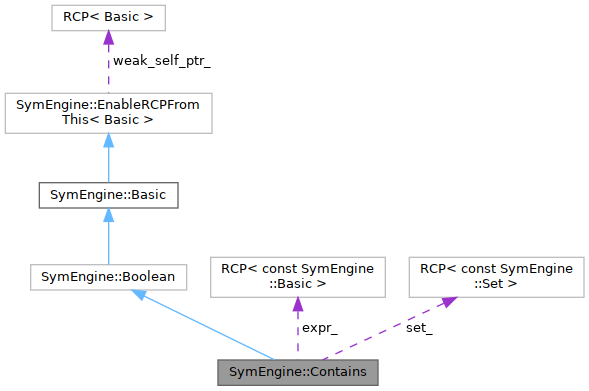 RCP< Basic >
weak_self_ptr_
SymEngine::EnableRCPFrom
This< Basic >
SymEngine::Basic
SymEngine::Boolean
RCP< const SymEngine
::Basic >
RCP< const SymEngine
::Set >
expr_
set_
SymEngine::Contains